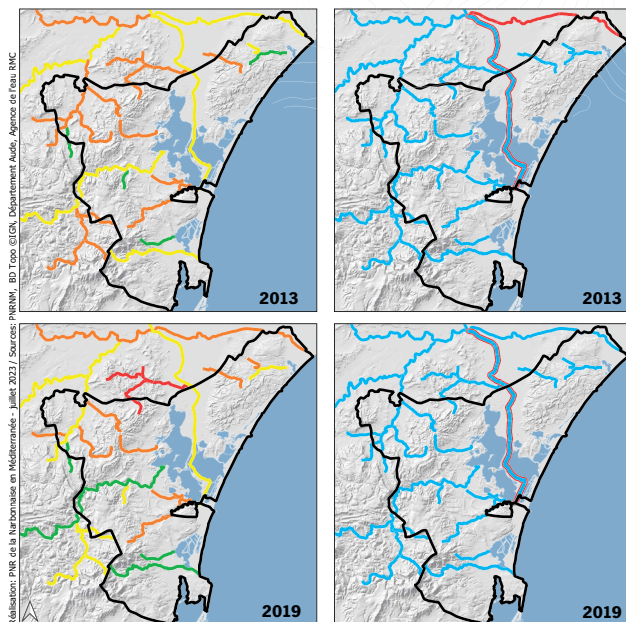 2013
2013
2019
2019
Réalisation: PNR de la Narbonnaise en Méditerranée - juillet 2023 / Sources: PNRNM, BD Topo ©IGN, Département Aude, Agence de l'eau RMC